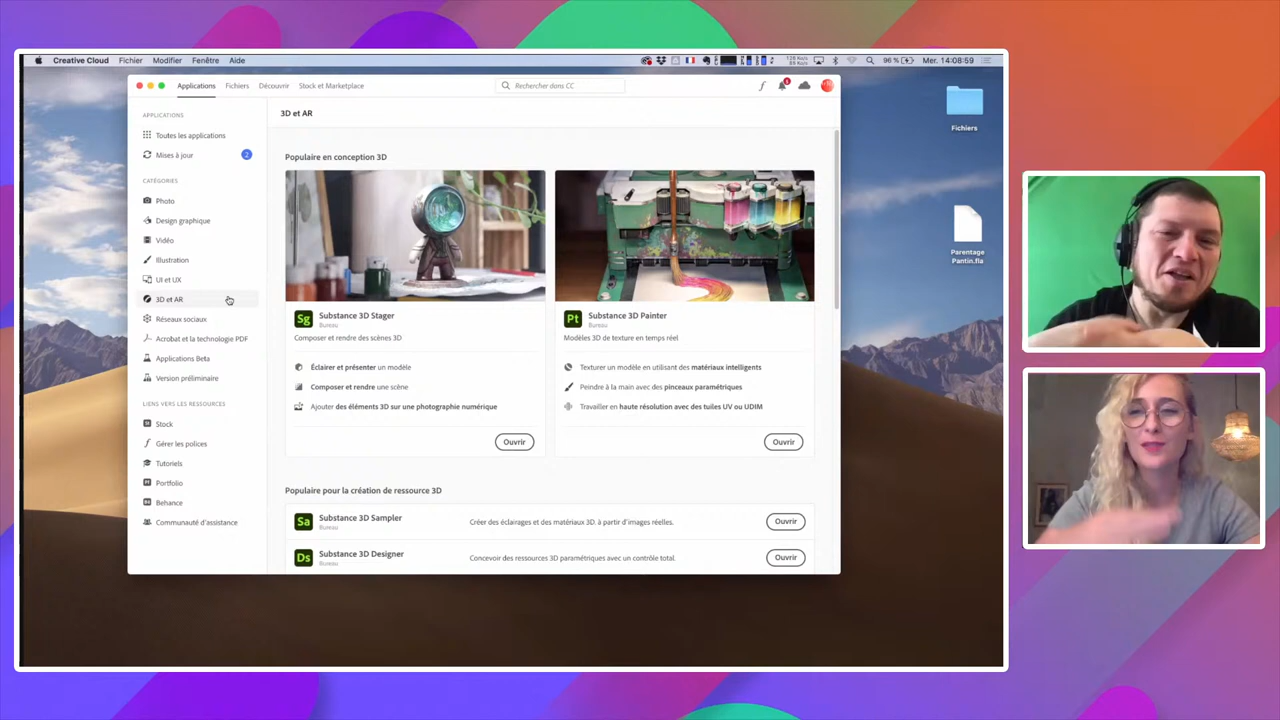 Creative Cloud Fichier Modifier Fenêtre Aide
96 % Mer. 14:08:59
Applications Fichiers Découvrir Stock et Marketplace
Rechercher dans CC
APPLICATIONS
Toutes les applications
Mises à jour 2
CATÉGORIES
Photo
Design graphique
Vidéo
Illustration
UI et UX
3D et AR
Réseaux sociaux
Acrobat et la technologie PDF
Applications Beta
Version préliminaire
LIENS VERS LES RESSOURCES
St Stock
Gérer les polices
Tutoriels
Portfolio
Bē Behance
Communauté d'assistance
3D et AR
Populaire en conception 3D
Sg Substance 3D Stager
Bureau
Composer et rendre des scènes 3D
Éclairer et présenter un modèle
Composer et rendre une scène
Ajouter des éléments 3D sur une photographie numérique
Ouvrir
Pt Substance 3D Painter
Bureau
Modèles 3D de texture en temps réel
Texturer un modèle en utilisant des matériaux intelligents
Peindre à la main avec des pinceaux paramétriques
Travailler en haute résolution avec des tuiles UV ou UDIM
Ouvrir
Populaire pour la création de ressource 3D
Sa Substance 3D Sampler
Bureau
Créer des éclairages et des matériaux 3D. à partir d'images réelles.
Ouvrir
Ds Substance 3D Designer
Bureau
Concevoir des ressources 3D paramétriques avec un contrôle total.
Ouvrir
Fichiers
Parentage
Pantin.fla